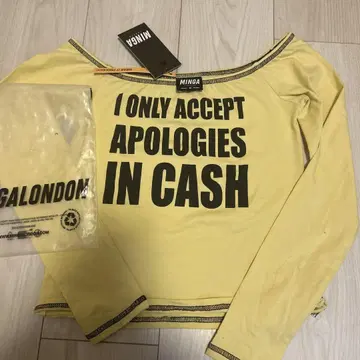 MINGA
MINGA
I ONLY ACCEPT
APOLOGIES
IN CASH
GALONDON